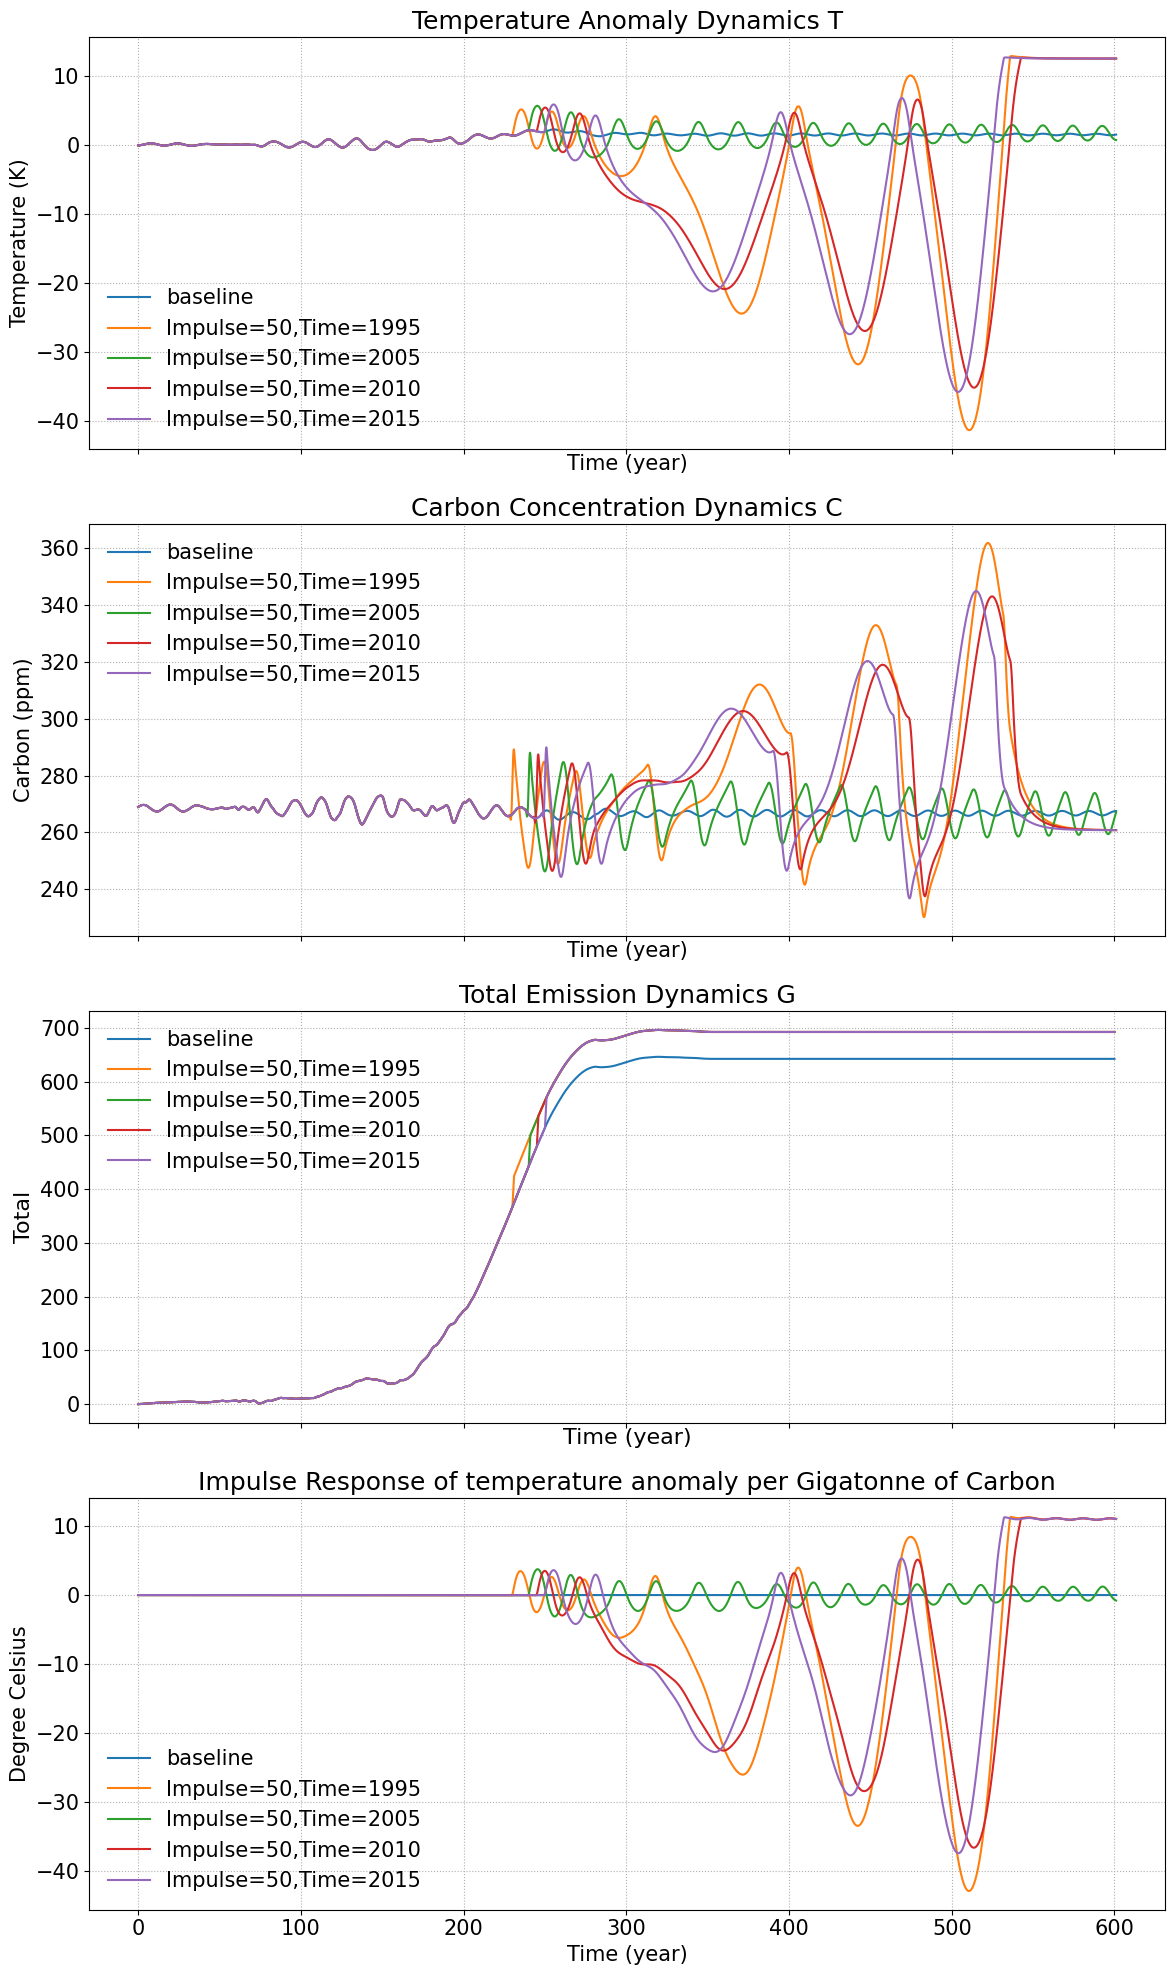 Temperature Anomaly Dynamics T
10
0
−10
−20
−30
−40
Temperature (K)
baseline
Impulse=50,Time=1995
Impulse=50,Time=2005
Impulse=50,Time=2010
Impulse=50,Time=2015
Time (year)
Carbon Concentration Dynamics C
360
340
320
300
280
260
240
Carbon (ppm)
baseline
Impulse=50,Time=1995
Impulse=50,Time=2005
Impulse=50,Time=2010
Impulse=50,Time=2015
Time (year)
Total Emission Dynamics G
700
600
500
400
300
200
100
0
Total
baseline
Impulse=50,Time=1995
Impulse=50,Time=2005
Impulse=50,Time=2010
Impulse=50,Time=2015
Time (year)
Impulse Response of temperature anomaly per Gigatonne of Carbon
10
0
−10
−20
−30
−40
Degree Celsius
baseline
Impulse=50,Time=1995
Impulse=50,Time=2005
Impulse=50,Time=2010
Impulse=50,Time=2015
0 100 200 300 400 500 600
Time (year)